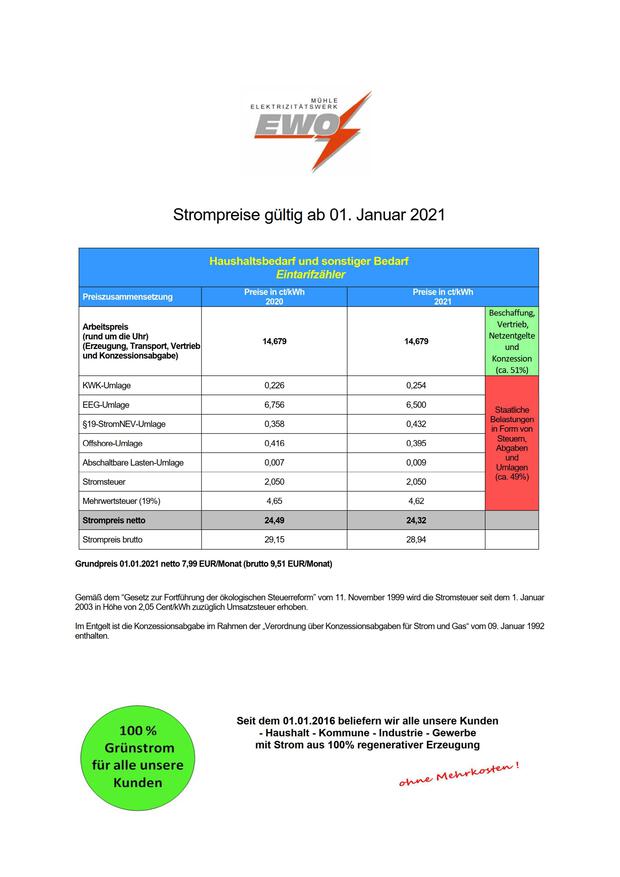 MÜHLE
ELEKTRIZITÄTSWERK
EWO
Strompreise gültig ab 01. Januar 2021
Haushaltsbedarf und sonstiger Bedarf
Eintarifzähler
Preiszusammensetzung
Preise in ct/kWh
2020
Preise in ct/kWh
2021
Arbeitspreis
(rund um die Uhr)
(Erzeugung, Transport, Vertrieb
und Konzessionsabgabe)
14,679
14,679
Beschaffung,
Vertrieb,
Netzentgelte
und
Konzession
(ca. 51%)
KWK-Umlage 0,226 0,254
EEG-Umlage 6,756 6,500
§19-StromNEV-Umlage 0,358 0,432
Offshore-Umlage 0,416 0,395
Abschaltbare Lasten-Umlage 0,007 0,009
Stromsteuer 2,050 2,050
Mehrwertsteuer (19%) 4,65 4,62
Staatliche
Belastungen
in Form von
Steuern,
Abgaben
und
Umlagen
(ca. 49%)
Strompreis netto 24,49 24,32
Strompreis brutto 29,15 28,94
Grundpreis 01.01.2021 netto 7,99 EUR/Monat (brutto 9,51 EUR/Monat)
Gemäß dem “Gesetz zur Fortführung der ökologischen Steuerreform” vom 11. November 1999 wird die Stromsteuer seit dem 1. Januar
2003 in Höhe von 2,05 Cent/kWh zuzüglich Umsatzsteuer erhoben.
Im Entgelt ist die Konzessionsabgabe im Rahmen der „Verordnung über Konzessionsabgaben für Strom und Gas“ vom 09. Januar 1992
enthalten.
100 %
Grünstrom
für alle unsere
Kunden
Seit dem 01.01.2016 beliefern wir alle unsere Kunden
- Haushalt - Kommune - Industrie - Gewerbe
mit Strom aus 100% regenerativer Erzeugung
ohne Mehrkosten !